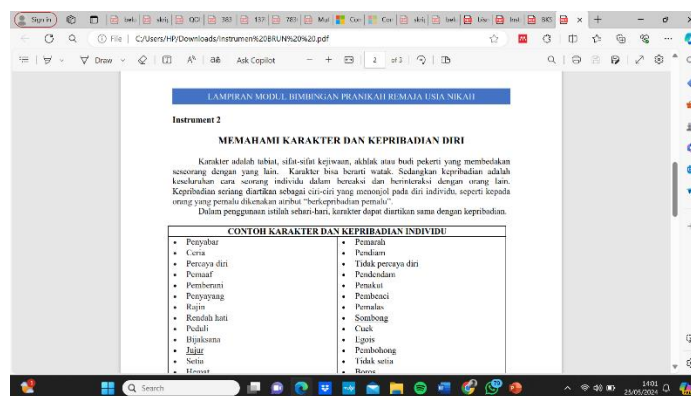 Sign in
File
C:/Users/HP/Downloads/instrumen%20BRUN%20%20.pdf
Draw
Ask Copilot
2
of 3
LAMPIRAN MODUL BIMBINGAN PRANIKAH REMAJA USIA NIKAH
Instrument 2
MEMAHAMI KARAKTER DAN KEPRIBADIAN DIRI
Karakter adalah tabiat, sifat-sifat kejiwaan, akhlak atau budi pekerti yang membedakan
seseorang dengan yang lain. Karakter bisa berarti watak. Sedangkan kepribadian adalah
keseluruhan cara seorang individu dalam bereaksi dan berinteraksi dengan orang lain.
Kepribadian seriang diartikan sebagai ciri-ciri yang menonjol pada diri individu, seperti kepada
orang yang pemalu dikenakan atribut "berkepribadian pemalu".
Dalam penggunaan istilah sehari-hari, karakter dapat diartikan sama dengan kepribadian.
CONTOH KARAKTER DAN KEPRIBADIAN INDIVIDU
• Penyabar
• Ceria
• Percaya diri
• Pemaaf
• Pemberani
• Penyayang
• Rajin
• Rendah hati
• Peduli
• Bijaksana
• Jujur
• Setia
• Hemat
• Pemarah
• Pendiam
• Tidak percaya diri
• Pendendam
• Penakut
• Pembenci
• Pemalas
• Sombong
• Cuek
• Egois
• Pembohong
• Tidak setia
• Boros
Search
14:01
25/05/2024